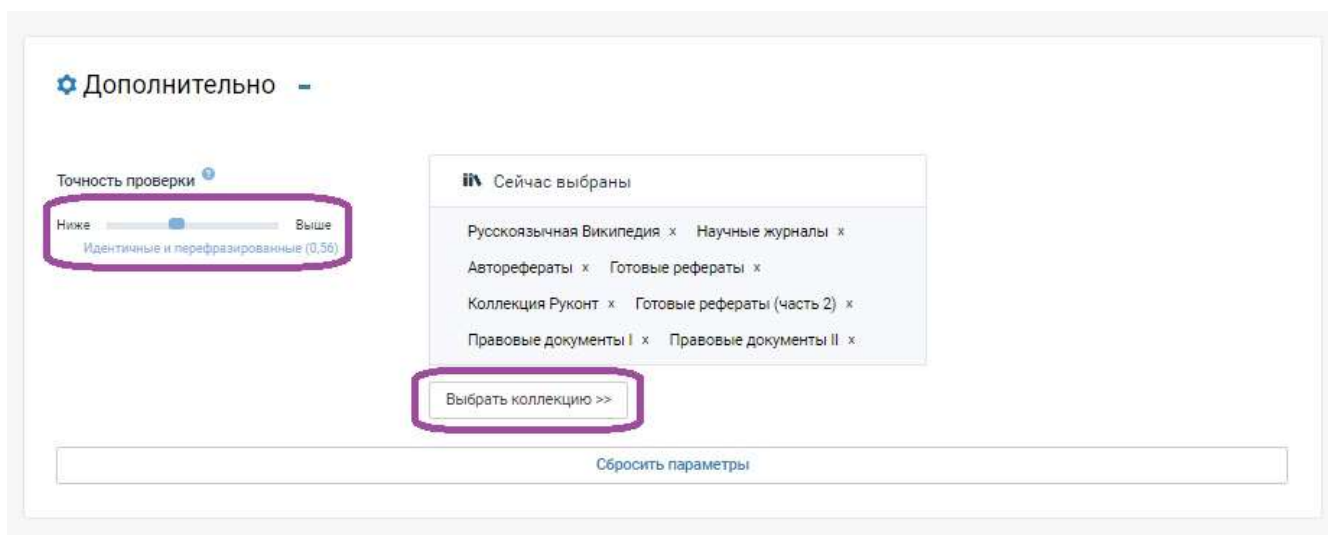 Дополнительно -
Точность проверки ?
Ниже Выше
Идентичные и перефразированные (0,56)
Сейчас выбраны
Русскоязычная Википедия x Научные журналы x
Авторефераты x Готовые рефераты x
Коллекция Руконт x Готовые рефераты (часть 2) x
Правовые документы I x Правовые документы II x
Выбрать коллекцию >>
Сбросить параметры